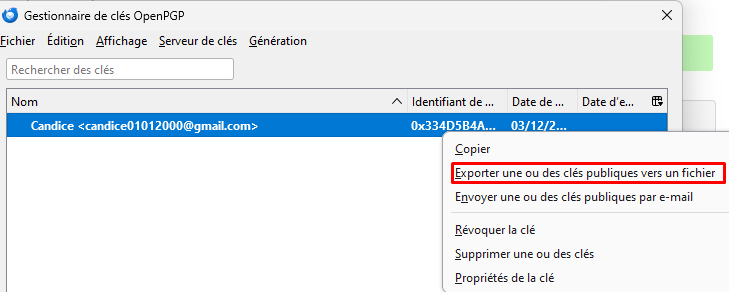 Gestionnaire de clés OpenPGP
Fichier Édition Affichage Serveur de clés Génération
Rechercher des clés
Nom Identifiant de ... Date de ... Date d'e...
Candice <candice01012000@gmail.com> 0x334D5B4A... 03/12/2...
Copier
Exporter une ou des clés publiques vers un fichier
Envoyer une ou des clés publiques par e-mail
Révoquer la clé
Supprimer une ou des clés
Propriétés de la clé